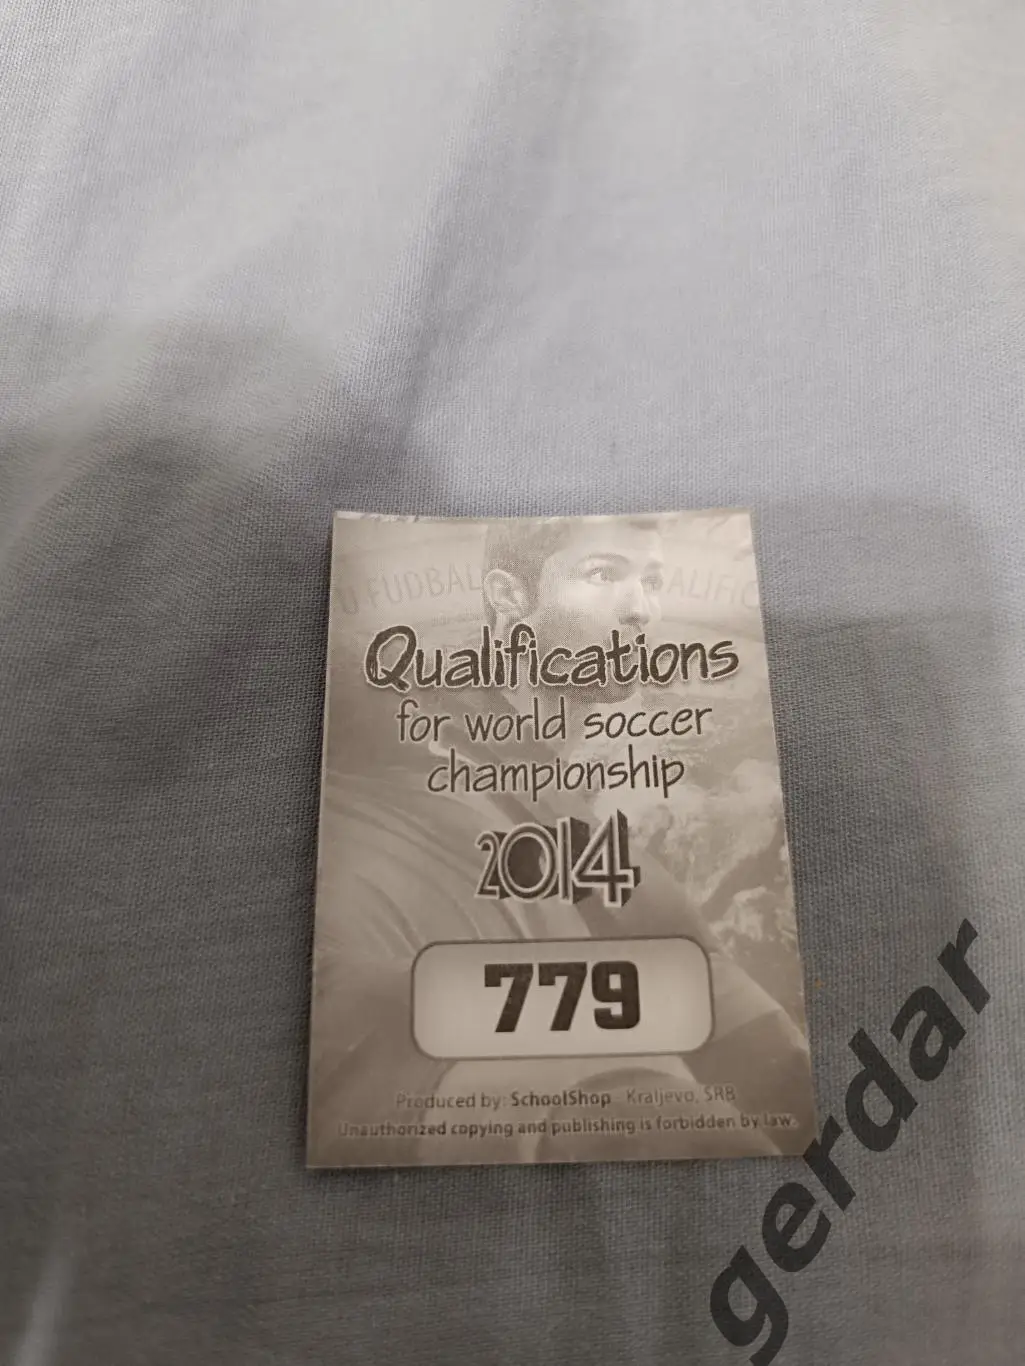 U FUDBAL
ALIFIC
Qualifications
for world soccer
championship
2014
779
Produced by: SchoolShop Kraljevo, SRB
Unauthorized copying and publishing is forbidden by law.
gerdar